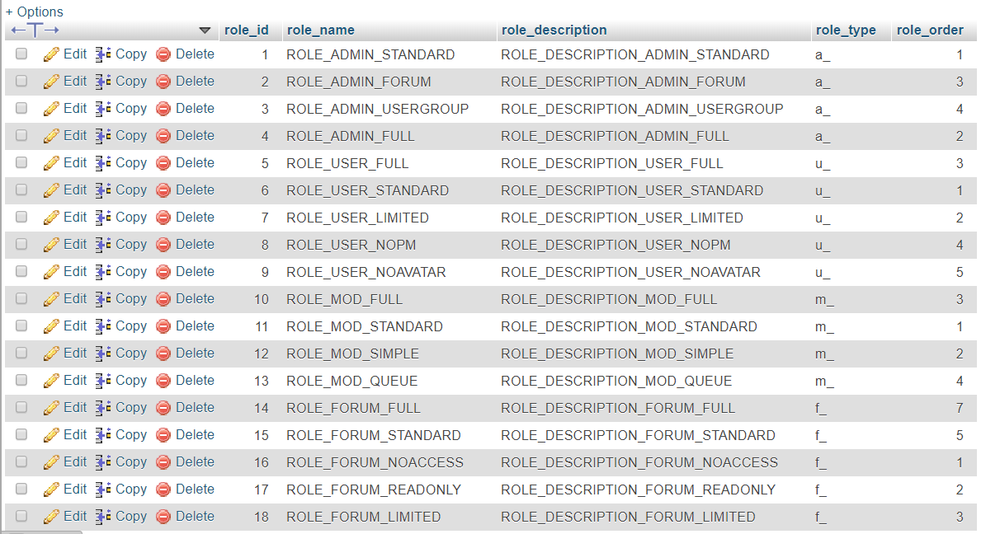 + Options
role_id role_name role_description role_type role_order
Edit Copy Delete 1 ROLE_ADMIN_STANDARD ROLE_DESCRIPTION_ADMIN_STANDARD a_ 1
Edit Copy Delete 2 ROLE_ADMIN_FORUM ROLE_DESCRIPTION_ADMIN_FORUM a_ 3
Edit Copy Delete 3 ROLE_ADMIN_USERGROUP ROLE_DESCRIPTION_ADMIN_USERGROUP a_ 4
Edit Copy Delete 4 ROLE_ADMIN_FULL ROLE_DESCRIPTION_ADMIN_FULL a_ 2
Edit Copy Delete 5 ROLE_USER_FULL ROLE_DESCRIPTION_USER_FULL u_ 3
Edit Copy Delete 6 ROLE_USER_STANDARD ROLE_DESCRIPTION_USER_STANDARD u_ 1
Edit Copy Delete 7 ROLE_USER_LIMITED ROLE_DESCRIPTION_USER_LIMITED u_ 2
Edit Copy Delete 8 ROLE_USER_NOPM ROLE_DESCRIPTION_USER_NOPM u_ 4
Edit Copy Delete 9 ROLE_USER_NOAVATAR ROLE_DESCRIPTION_USER_NOAVATAR u_ 5
Edit Copy Delete 10 ROLE_MOD_FULL ROLE_DESCRIPTION_MOD_FULL m_ 3
Edit Copy Delete 11 ROLE_MOD_STANDARD ROLE_DESCRIPTION_MOD_STANDARD m_ 1
Edit Copy Delete 12 ROLE_MOD_SIMPLE ROLE_DESCRIPTION_MOD_SIMPLE m_ 2
Edit Copy Delete 13 ROLE_MOD_QUEUE ROLE_DESCRIPTION_MOD_QUEUE m_ 4
Edit Copy Delete 14 ROLE_FORUM_FULL ROLE_DESCRIPTION_FORUM_FULL f_ 7
Edit Copy Delete 15 ROLE_FORUM_STANDARD ROLE_DESCRIPTION_FORUM_STANDARD f_ 5
Edit Copy Delete 16 ROLE_FORUM_NOACCESS ROLE_DESCRIPTION_FORUM_NOACCESS f_ 1
Edit Copy Delete 17 ROLE_FORUM_READONLY ROLE_DESCRIPTION_FORUM_READONLY f_ 2
Edit Copy Delete 18 ROLE_FORUM_LIMITED ROLE_DESCRIPTION_FORUM_LIMITED f_ 3